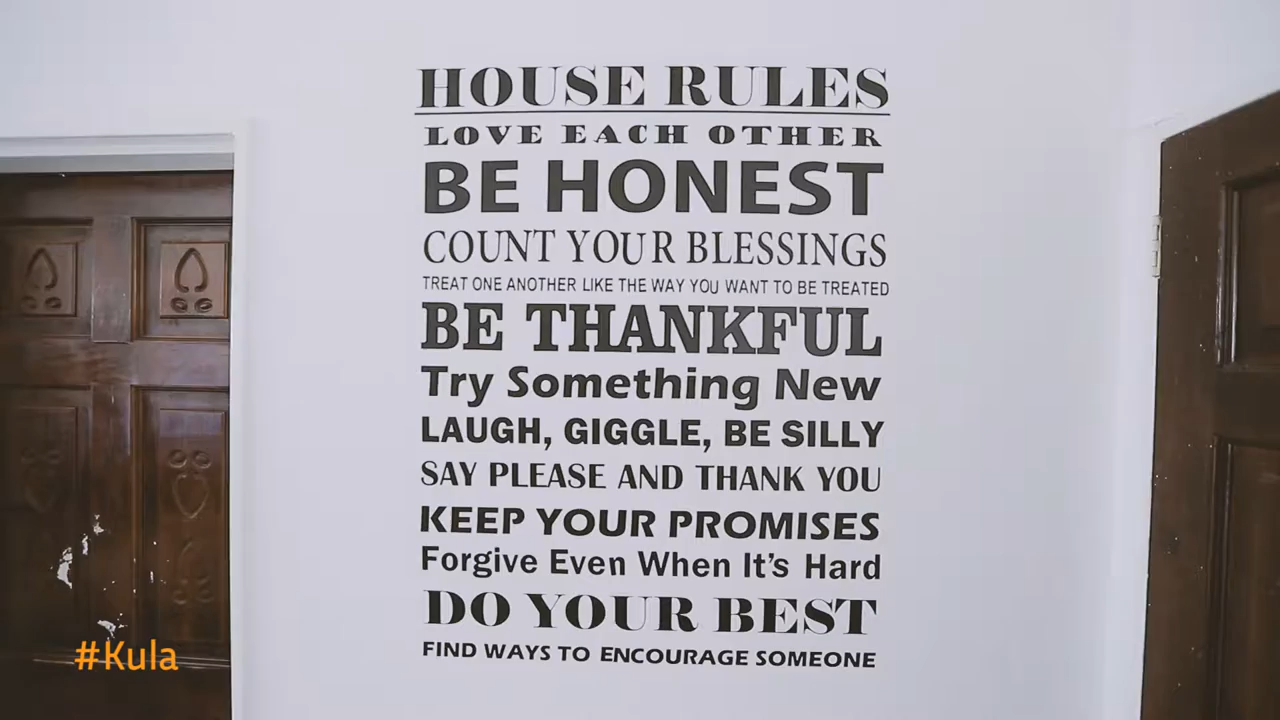 HOUSE RULES
LOVE EACH OTHER
BE HONEST
COUNT YOUR BLESSINGS
TREAT ONE ANOTHER LIKE THE WAY YOU WANT TO BE TREATED
BE THANKFUL
Try Something New
LAUGH, GIGGLE, BE SILLY
SAY PLEASE AND THANK YOU
KEEP YOUR PROMISES
Forgive Even When It's Hard
DO YOUR BEST
FIND WAYS TO ENCOURAGE SOMEONE
#Kula